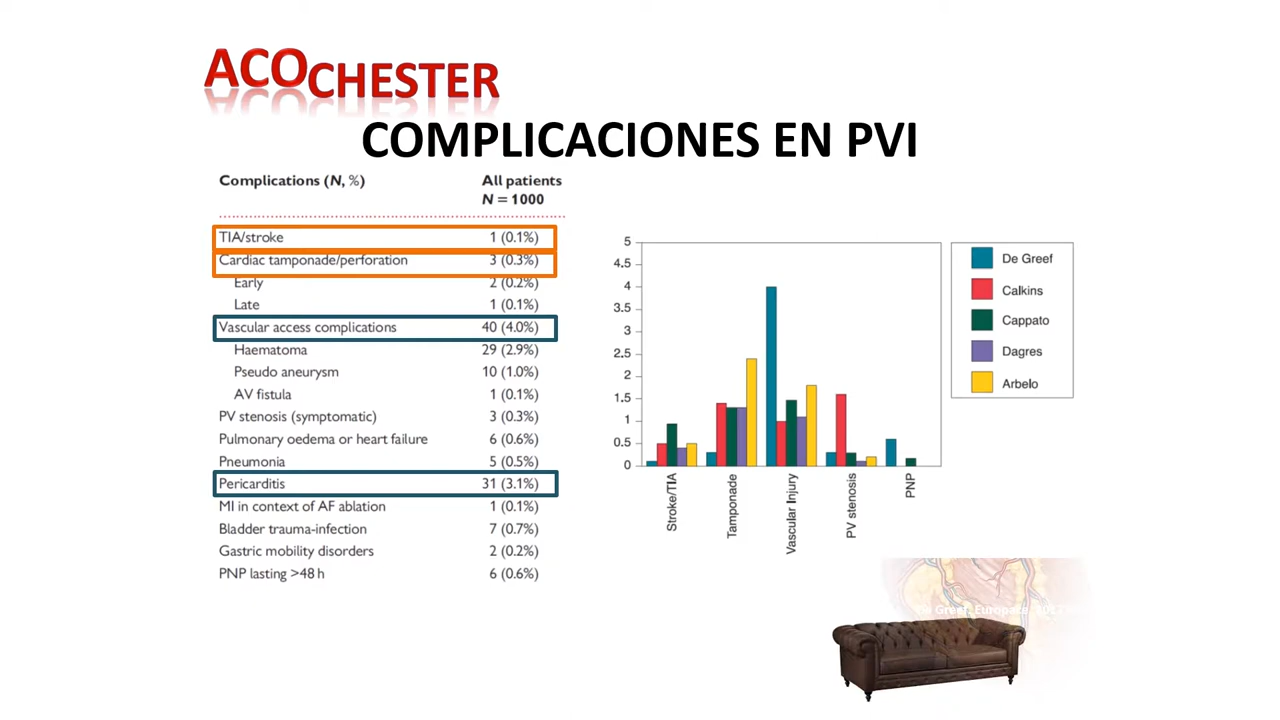 ACOCHESTER
COMPLICACIONES EN PVI
Complications (N, %) All patients
N = 1000
TIA/stroke 1 (0.1%)
Cardiac tamponade/perforation 3 (0.3%)
Early 2 (0.2%)
Late 1 (0.1%)
Vascular access complications 40 (4.0%)
Haematoma 29 (2.9%)
Pseudo aneurysm 10 (1.0%)
AV fistula 1 (0.1%)
PV stenosis (symptomatic) 3 (0.3%)
Pulmonary oedema or heart failure 6 (0.6%)
Pneumonia 5 (0.5%)
Pericarditis 31 (3.1%)
MI in context of AF ablation 1 (0.1%)
Bladder trauma-infection 7 (0.7%)
Gastric mobility disorders 2 (0.2%)
PNP lasting >48 h 6 (0.6%)
5
4.5
4
3.5
3
2.5
2
1.5
1
0.5
0
Stroke/TIA
Tamponade
Vascular Injury
PV stenosis
PNP
De Greef
Calkins
Cappato
Dagres
Arbelo
De Greef, Europace, 2017